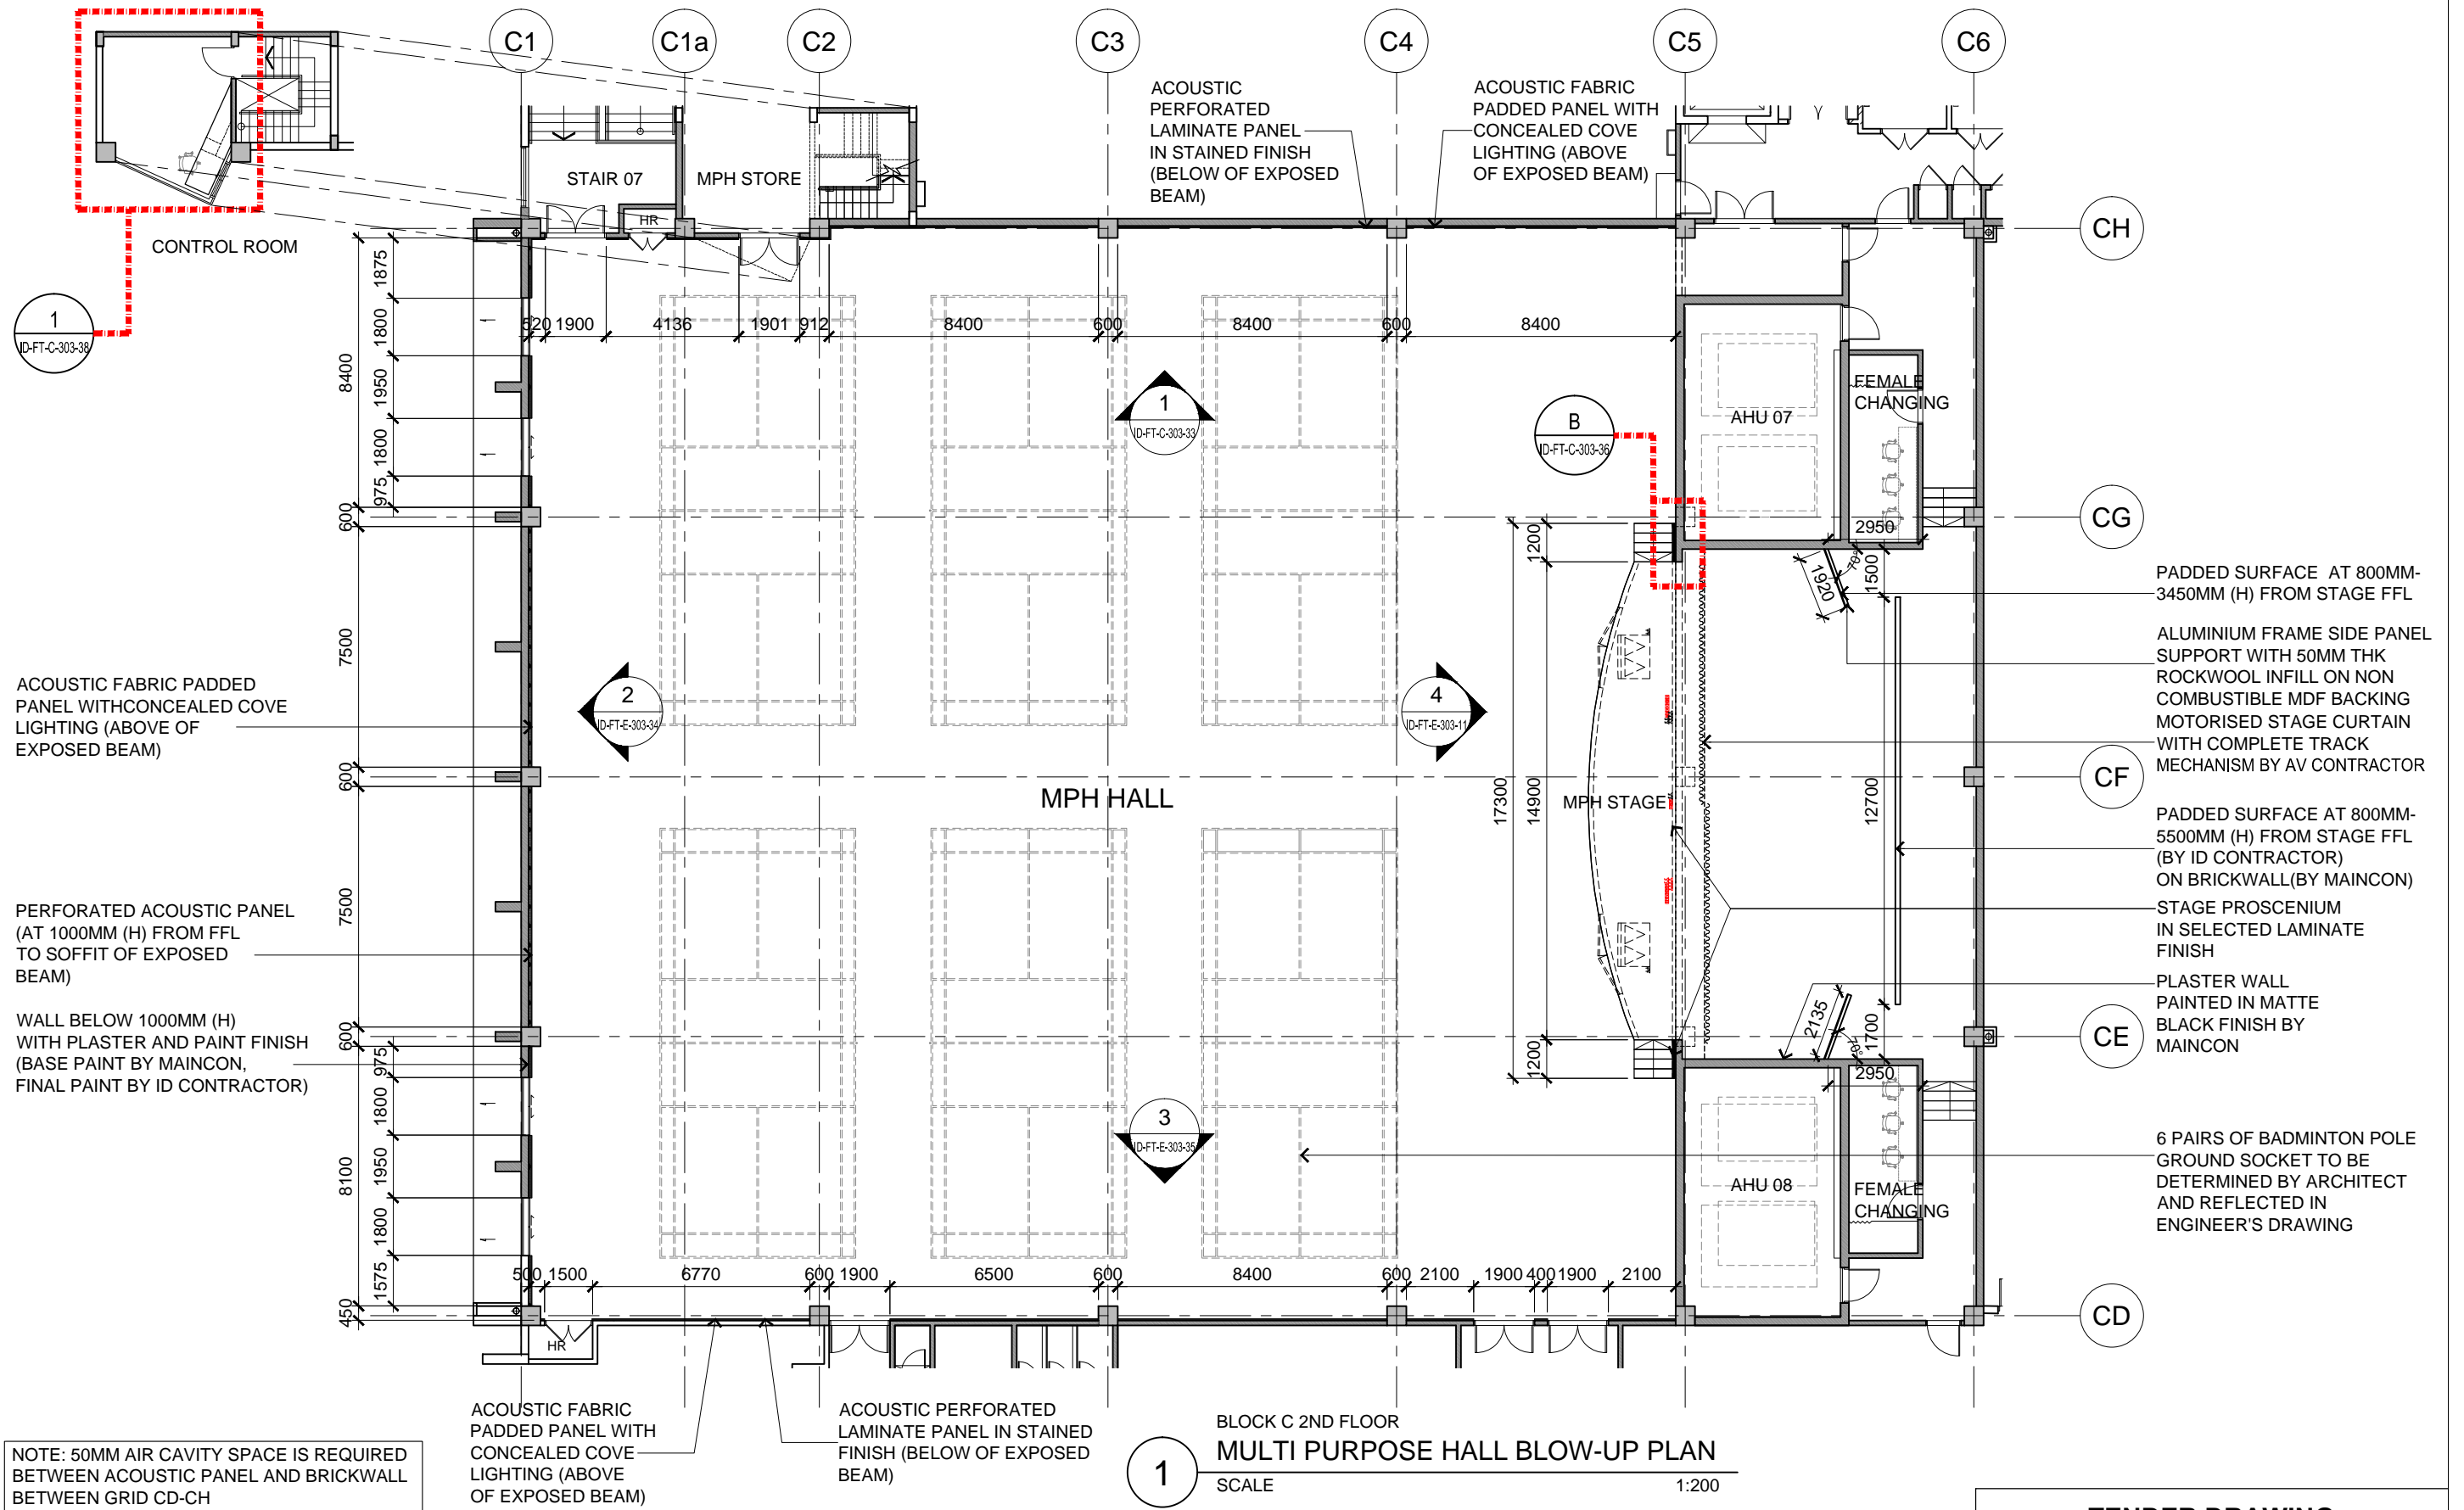 C1
C1a
C2
C3
C4
C5
C6
ACOUSTIC
PERFORATED
LAMINATE PANEL
IN STAINED FINISH
(BELOW OF EXPOSED
BEAM)
ACOUSTIC FABRIC
PADDED PANEL WITH
CONCEALED COVE
LIGHTING (ABOVE
OF EXPOSED BEAM)
STAIR 07
MPH STORE
HR
CONTROL ROOM
1
ID-FT-C-303-38
CH
CG
CF
CE
CD
520
1900
4136
1901
912
8400
600
8400
600
8400
8400
600
7500
600
7500
600
8100
450
1875
1800
1950
1800
975
975
1800
1950
1800
1575
1
ID-FT-C-303-33
B
ID-FT-C-303-36
2
ID-FT-E-303-34
4
ID-FT-E-303-11
3
ID-FT-E-303-35
AHU 07
FEMALE
CHANGING
2950
1200
17300
14900
1200
1920
70°
1500
12700
2135
70°
1700
2950
MPH HALL
MPH STAGE
AHU 08
FEMALE
CHANGING
PADDED SURFACE AT 800MM-
3450MM (H) FROM STAGE FFL
ALUMINIUM FRAME SIDE PANEL
SUPPORT WITH 50MM THK
ROCKWOOL INFILL ON NON
COMBUSTIBLE MDF BACKING
MOTORISED STAGE CURTAIN
WITH COMPLETE TRACK
MECHANISM BY AV CONTRACTOR
PADDED SURFACE AT 800MM-
5500MM (H) FROM STAGE FFL
(BY ID CONTRACTOR)
ON BRICKWALL(BY MAINCON)
STAGE PROSCENIUM
IN SELECTED LAMINATE
FINISH
PLASTER WALL
PAINTED IN MATTE
BLACK FINISH BY
MAINCON
6 PAIRS OF BADMINTON POLE
GROUND SOCKET TO BE
DETERMINED BY ARCHITECT
AND REFLECTED IN
ENGINEER'S DRAWING
ACOUSTIC FABRIC PADDED
PANEL WITHCONCEALED COVE
LIGHTING (ABOVE OF
EXPOSED BEAM)
PERFORATED ACOUSTIC PANEL
(AT 1000MM (H) FROM FFL
TO SOFFIT OF EXPOSED
BEAM)
WALL BELOW 1000MM (H)
WITH PLASTER AND PAINT FINISH
(BASE PAINT BY MAINCON,
FINAL PAINT BY ID CONTRACTOR)
500
1500
6770
600
1900
6500
600
8400
600
2100
1900
400
1900
2100
HR
ACOUSTIC FABRIC
PADDED PANEL WITH
CONCEALED COVE
LIGHTING (ABOVE
OF EXPOSED BEAM)
ACOUSTIC PERFORATED
LAMINATE PANEL IN STAINED
FINISH (BELOW OF EXPOSED
BEAM)
1
BLOCK C 2ND FLOOR
MULTI PURPOSE HALL BLOW-UP PLAN
SCALE
1:200
NOTE: 50MM AIR CAVITY SPACE IS REQUIRED
BETWEEN ACOUSTIC PANEL AND BRICKWALL
BETWEEN GRID CD-CH
TENDER DRAWING